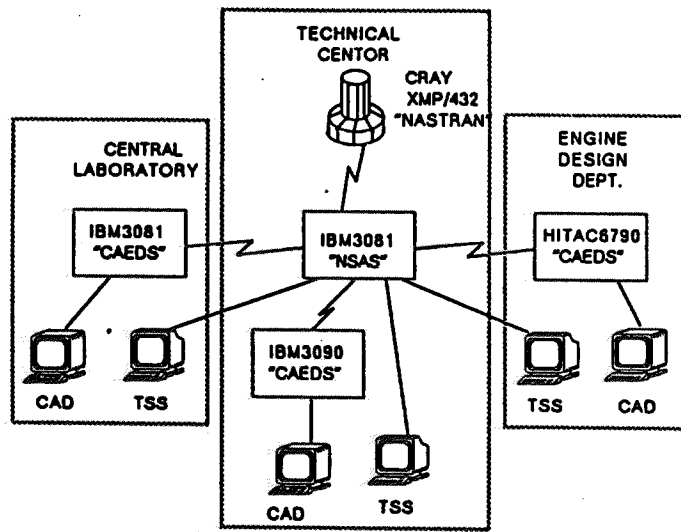 TECHNICAL
CENTOR
CRAY
XMP/432
"NASTRAN"
CENTRAL
LABORATORY
IBM3081
"CAEDS"
CAD
TSS
IBM3081
"NSAS"
IBM3090
"CAEDS"
CAD
TSS
ENGINE
DESIGN
DEPT.
HITAC6790
"CAEDS"
TSS
CAD